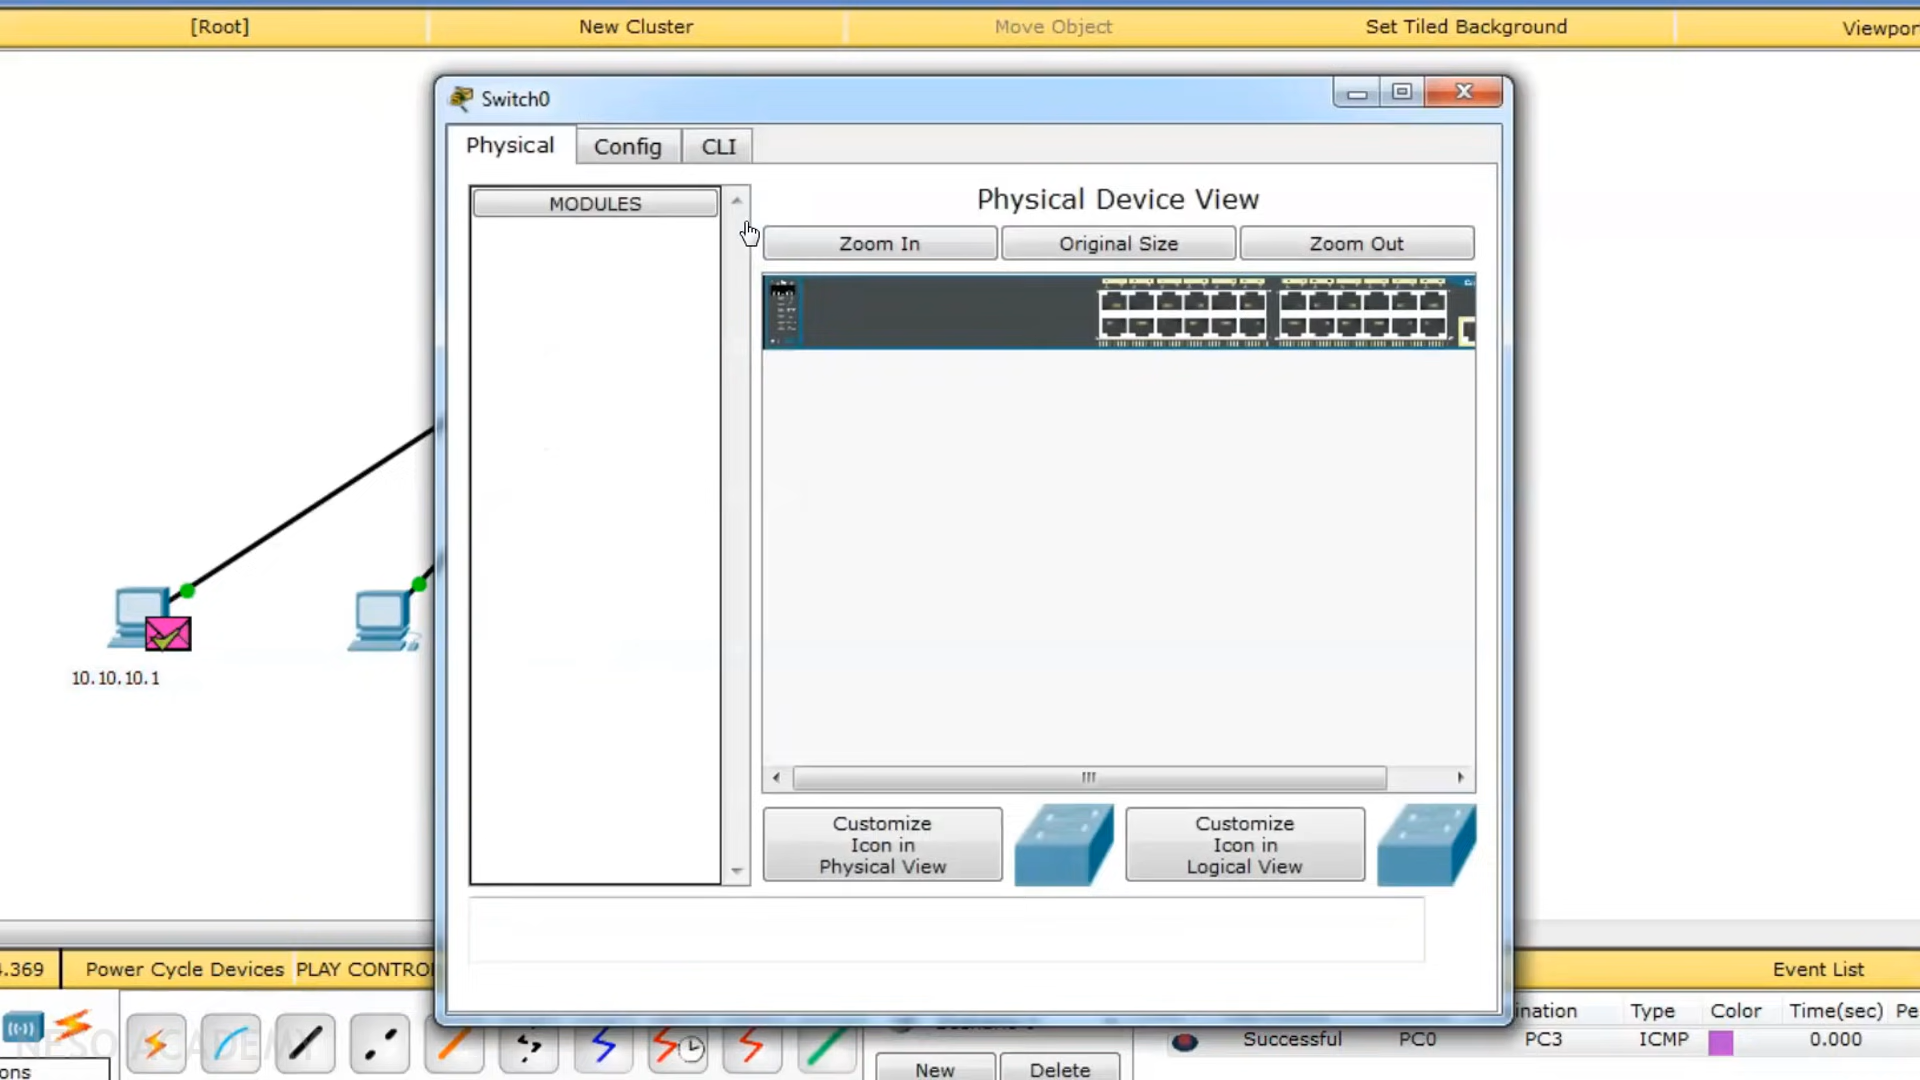 [Root]
New Cluster
Move Object
Set Tiled Background
Viewpor
Switch0
Physical
Config
CLI
MODULES
Physical Device View
Zoom In
Original Size
Zoom Out
Customize
Icon in
Physical View
Customize
Icon in
Logical View
10.10.10.1
4.369
Power Cycle Devices
PLAY CONTRO
Event List
ination
Type
Color
Time(sec)
Pe
Successful
PC0
PC3
ICMP
0.000
New
Delete
NESO ACADEMY
ons